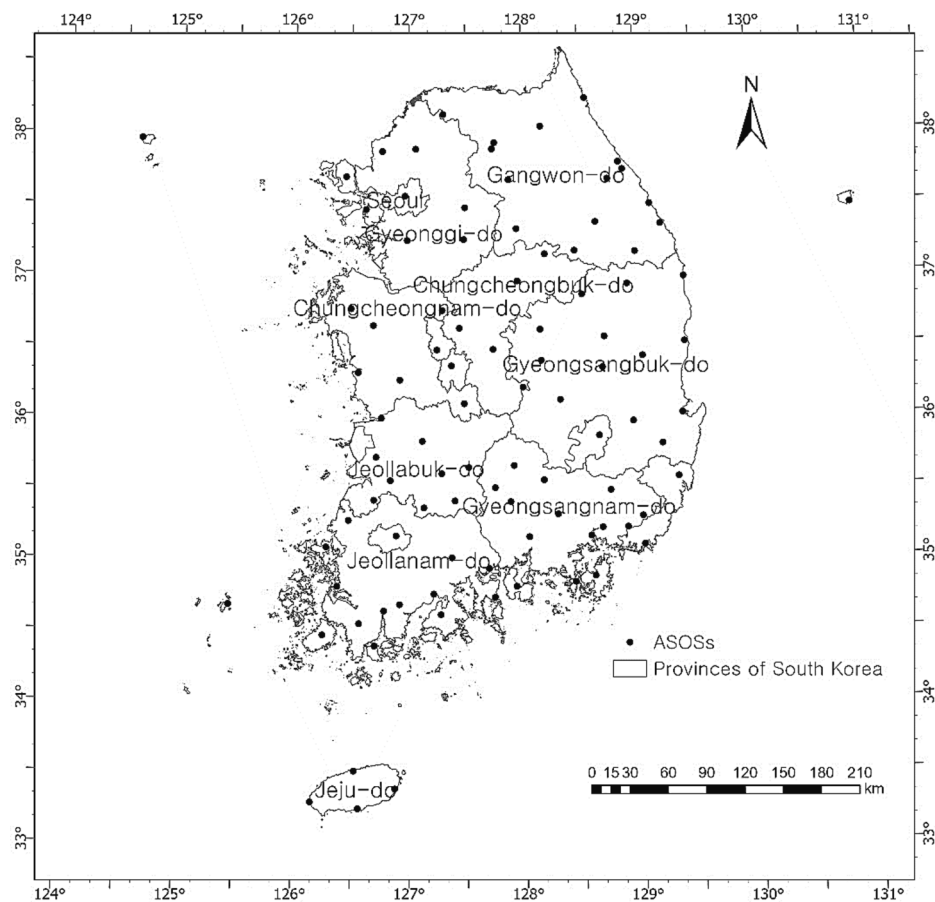 124° 125° 126° 127° 128° 129° 130° 131°
N
38° 38°
Gangwon-do
Seoul
Gyeonggi-do
37° 37°
Chungcheongbuk-do
Chungcheongnam-do
Gyeongsangbuk-do
36° 36°
Jeollabuk-do
Gyeongsangnam-do
35° 35°
Jeollanam-do
ASOSs
Provinces of South Korea
34° 34°
0 15 30 60 90 120 150 180 210
km
Jeju-do
33° 33°
124° 125° 126° 127° 128° 129° 130° 131°